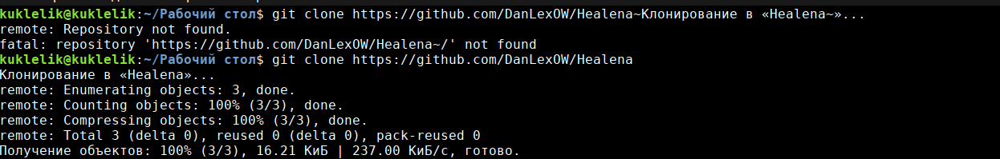 kuklelik@kuklelik:~/Рабочий стол$ git clone https://github.com/DanLexOW/Healena~Клонирование в «Healena~»...
remote: Repository not found.
fatal: repository 'https://github.com/DanLexOW/Healena~/' not found
kuklelik@kuklelik:~/Рабочий стол$ git clone https://github.com/DanLexOW/Healena
Клонирование в «Healena»...
remote: Enumerating objects: 3, done.
remote: Counting objects: 100% (3/3), done.
remote: Compressing objects: 100% (3/3), done.
remote: Total 3 (delta 0), reused 0 (delta 0), pack-reused 0
Получение объектов: 100% (3/3), 16.21 КиБ | 237.00 КиБ/с, готово.